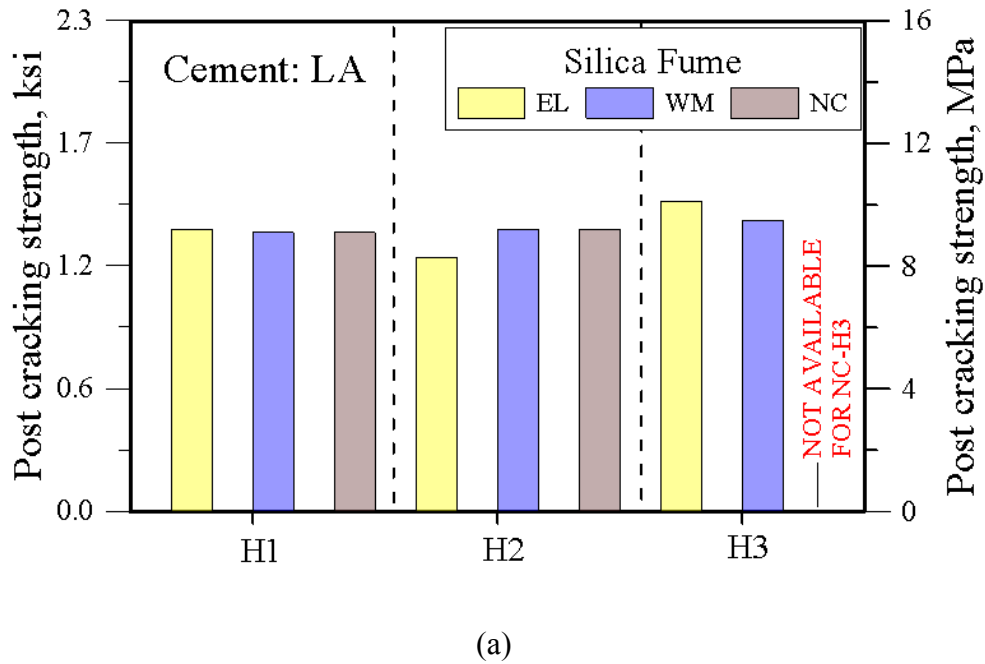 Post cracking strength, ksi
2.3
1.7
1.2
0.6
0.0
Cement: LA
Silica Fume
EL WM NC
NOT AVAILABLE
FOR NC-H3
16
12
8
4
0
Post cracking strength, MPa
H1 H2 H3
(a)